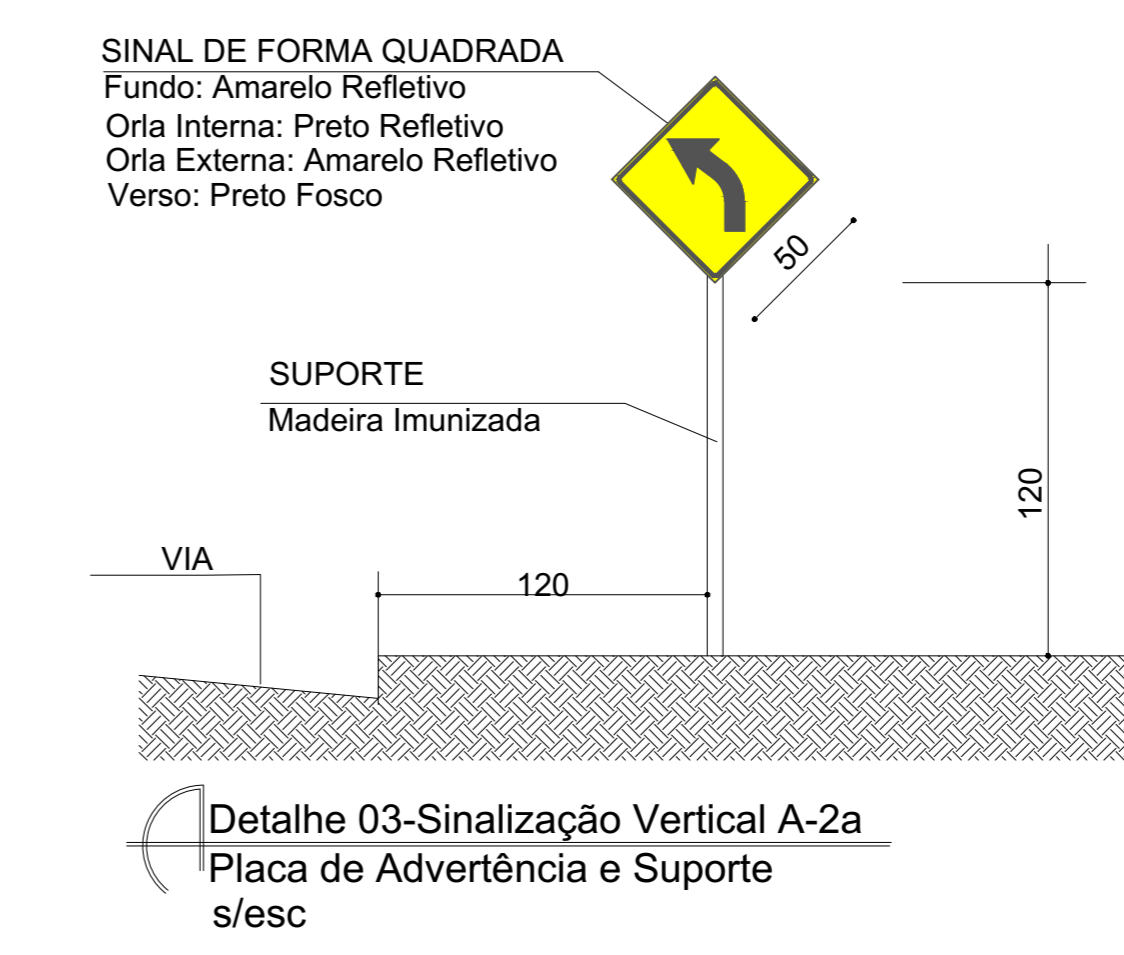 SINAL DE FORMA QUADRADA
Fundo: Amarelo Refletivo
Orla Interna: Preto Refletivo
Orla Externa: Amarelo Refletivo
Verso: Preto Fosco
50
SUPORTE
Madeira Imunizada
120
VIA
120
Detalhe 03-Sinalização Vertical A-2a
Placa de Advertência e Suporte
s/esc